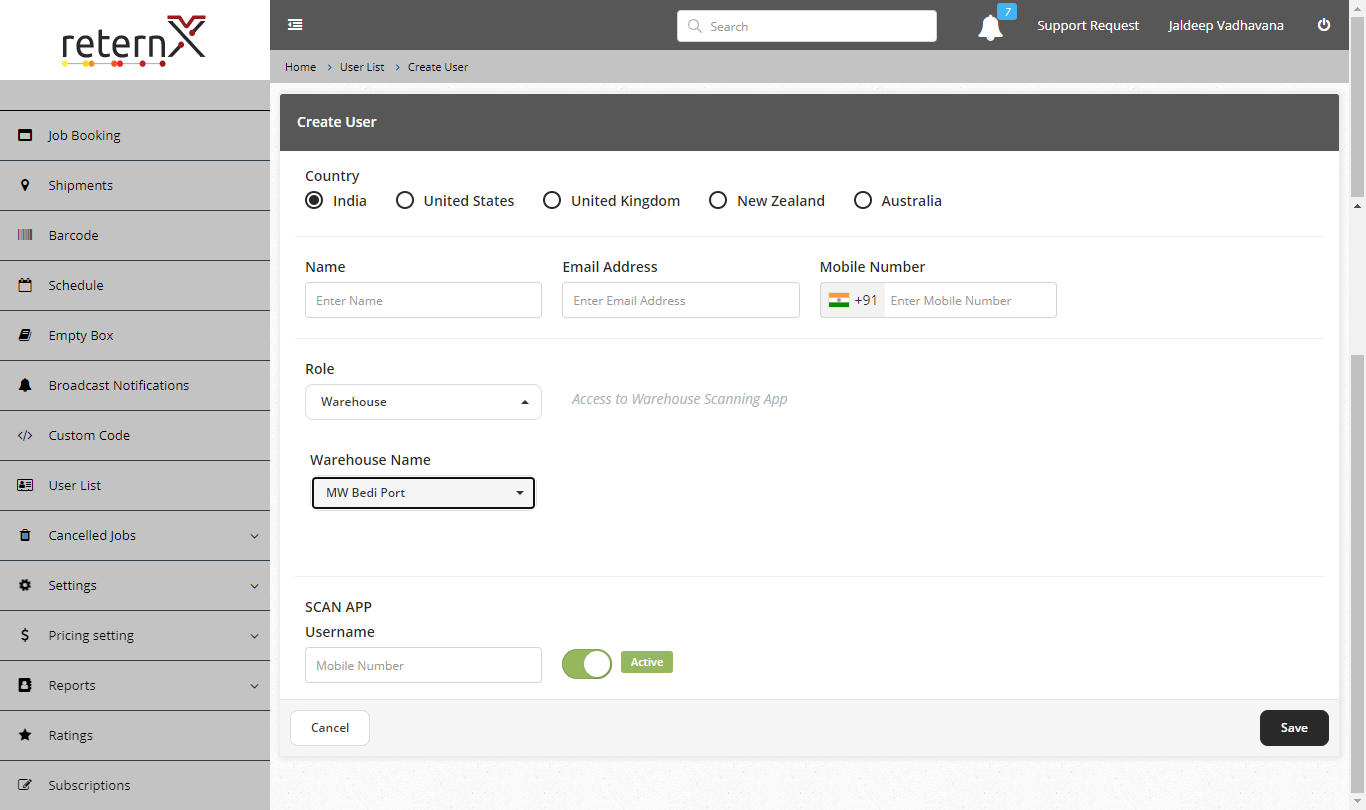 reternX
Search
7
Support Request
Jaldeep Vadhavana
Home > User List > Create User
Job Booking
Shipments
Barcode
Schedule
Empty Box
Broadcast Notifications
Custom Code
User List
Cancelled Jobs
Settings
Pricing setting
Reports
Ratings
Subscriptions
Create User
Country
India United States United Kingdom New Zealand Australia
Name Email Address Mobile Number
Enter Name Enter Email Address +91 Enter Mobile Number
Role
Warehouse Access to Warehouse Scanning App
Warehouse Name
MW Bedi Port
SCAN APP
Username
Mobile Number Active
Cancel Save